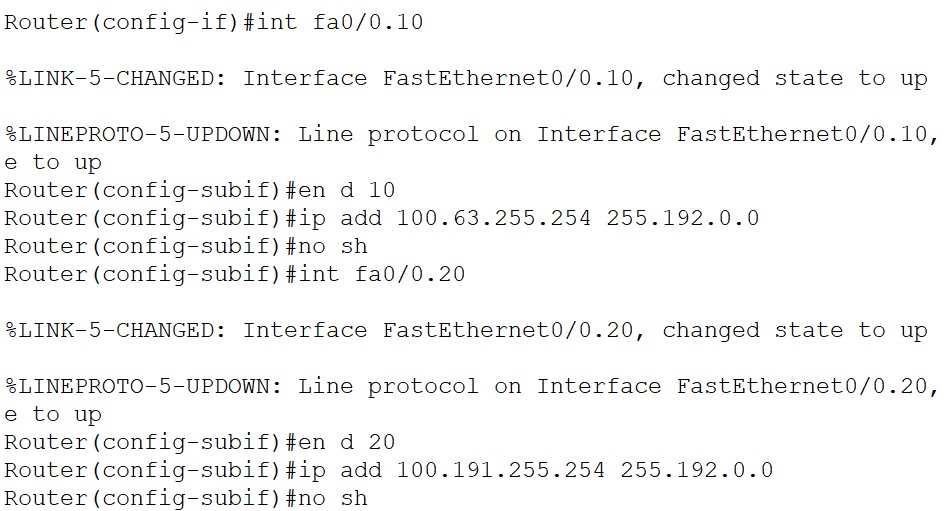 Router(config-if)#int fa0/0.10
%LINK-5-CHANGED: Interface FastEthernet0/0.10, changed state to up
%LINEPROTO-5-UPDOWN: Line protocol on Interface FastEthernet0/0.10,
e to up
Router(config-subif)#en d 10
Router(config-subif)#ip add 100.63.255.254 255.192.0.0
Router(config-subif)#no sh
Router(config-subif)#int fa0/0.20
%LINK-5-CHANGED: Interface FastEthernet0/0.20, changed state to up
%LINEPROTO-5-UPDOWN: Line protocol on Interface FastEthernet0/0.20,
e to up
Router(config-subif)#en d 20
Router(config-subif)#ip add 100.191.255.254 255.192.0.0
Router(config-subif)#no sh